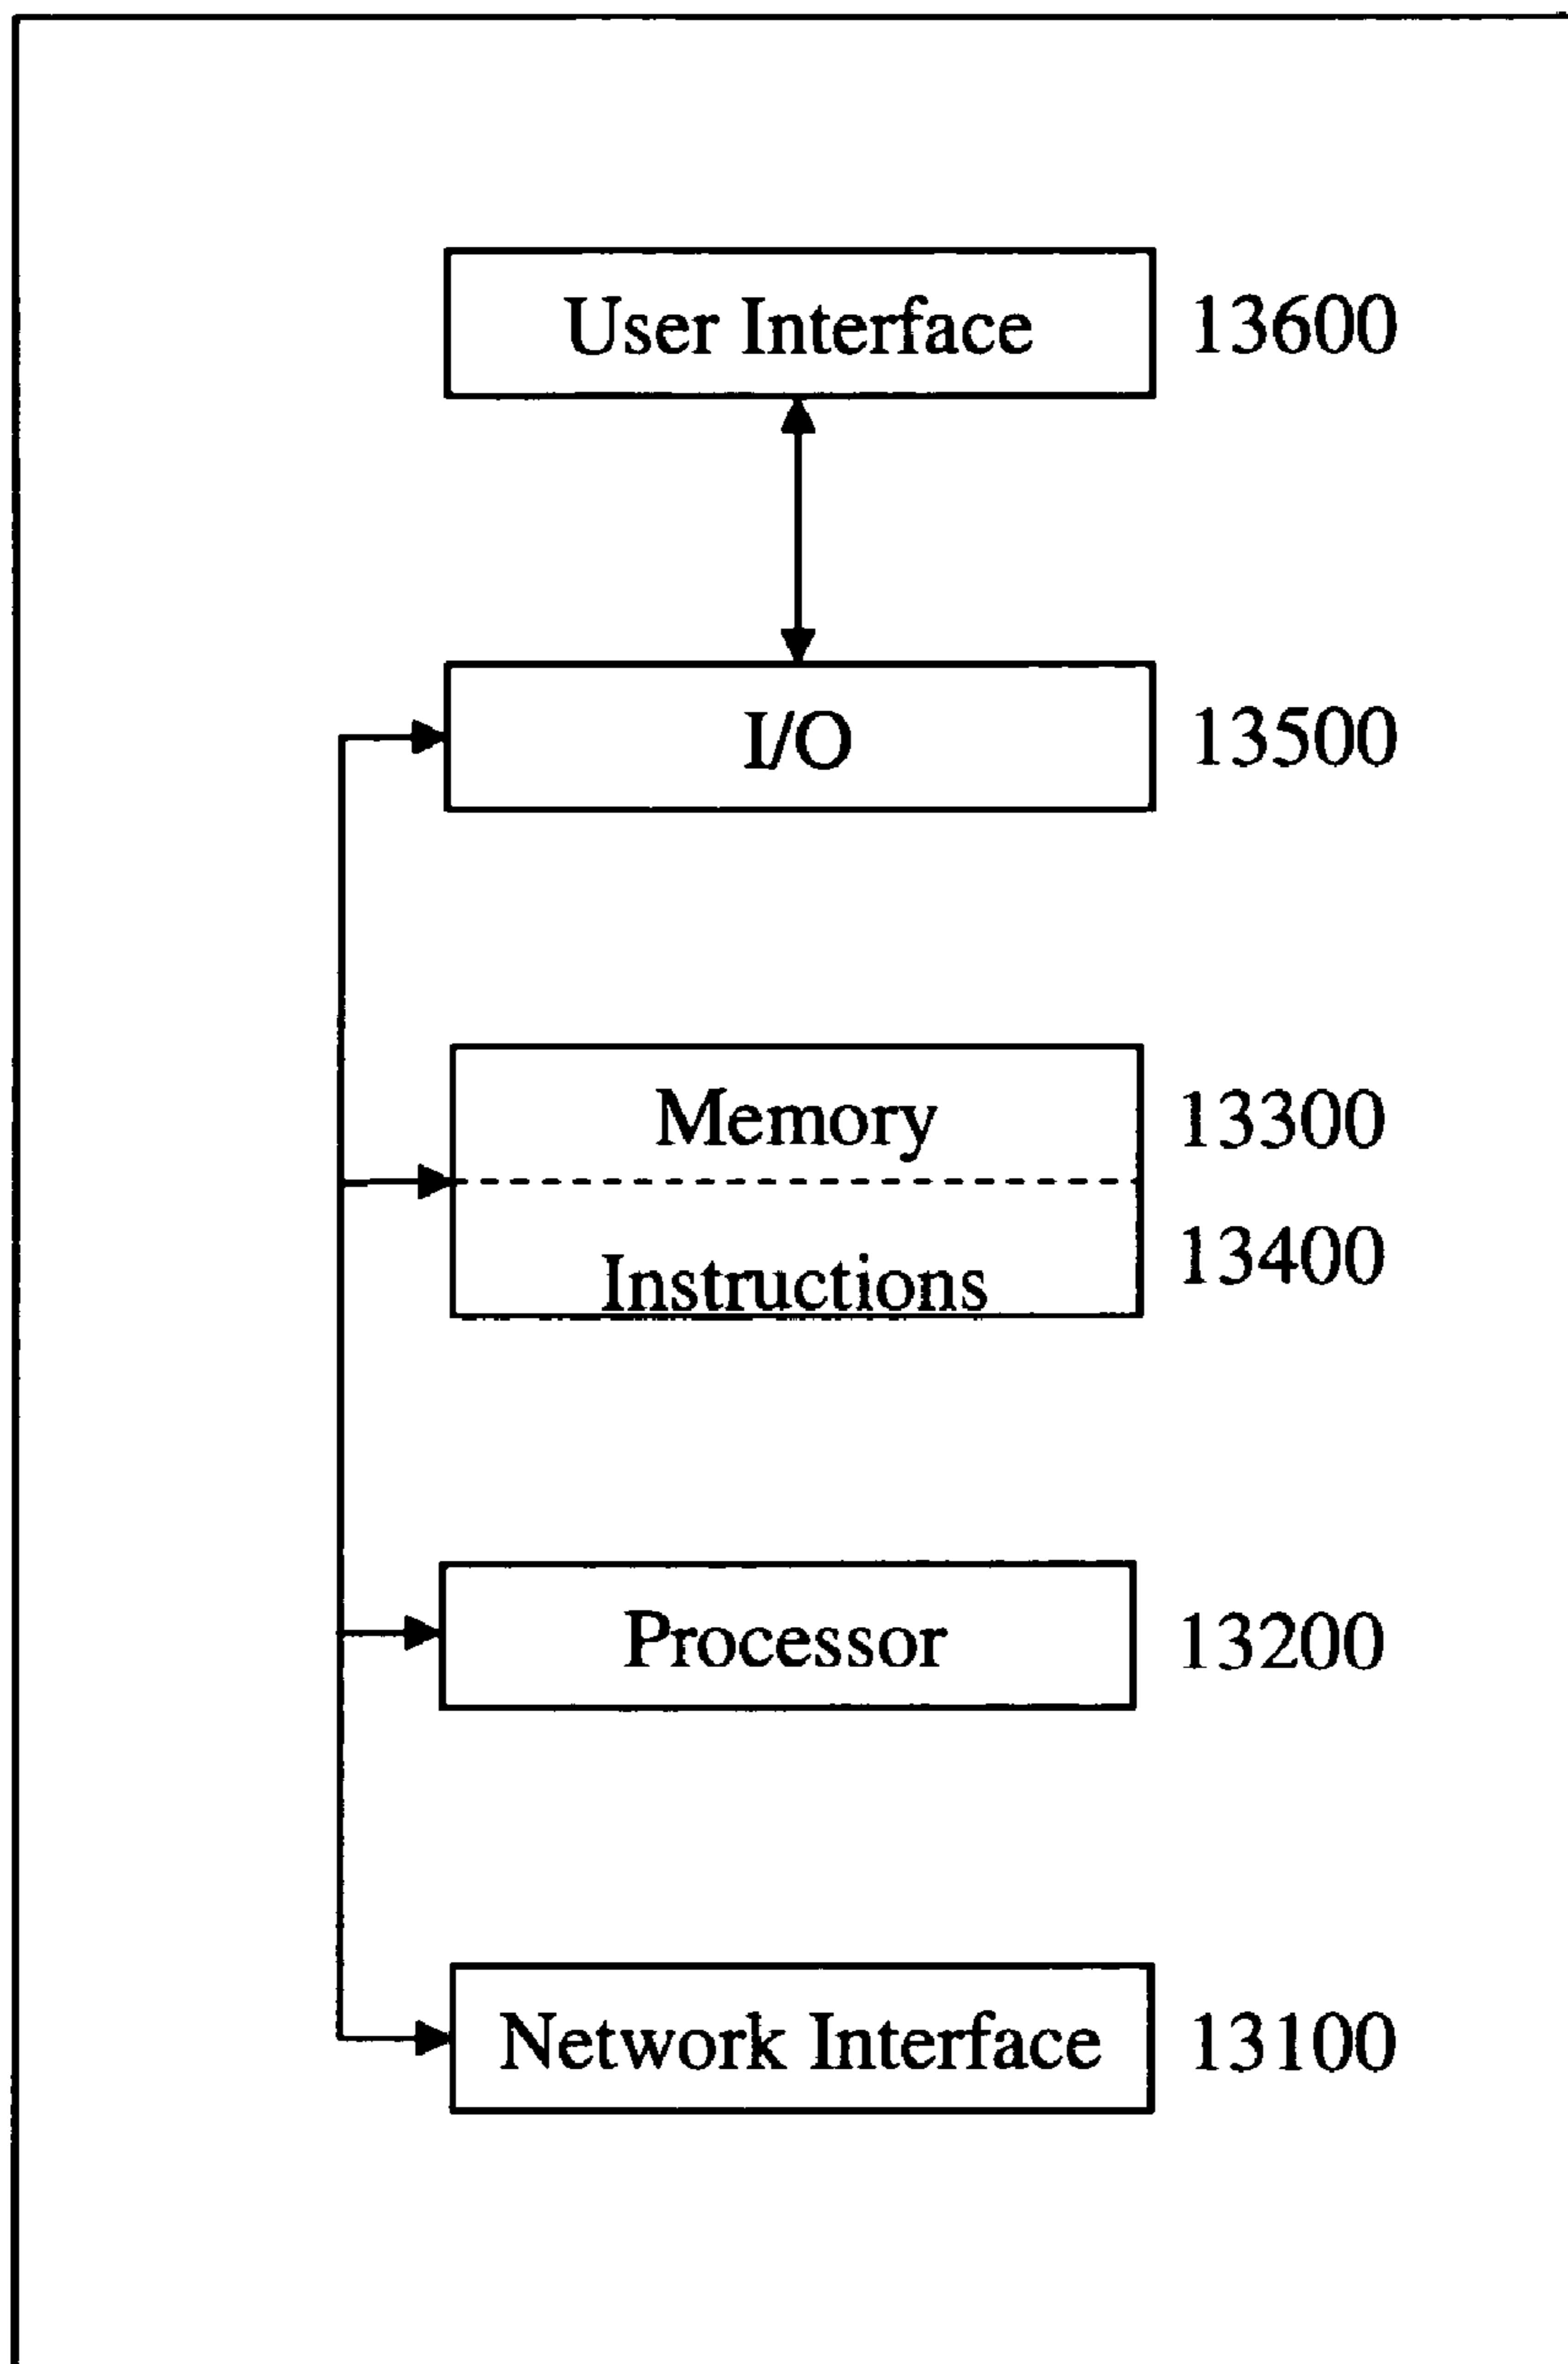 User Interface 13600
I/O 13500
Memory 13300
Instructions 13400
Processor 13200
Network Interface 13100